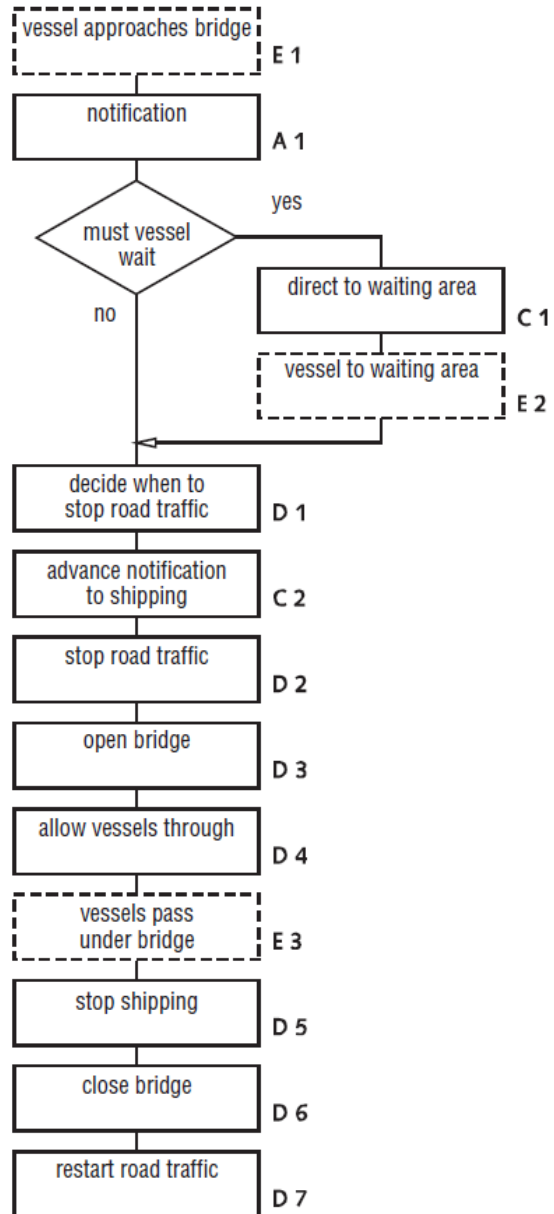 vessel approaches bridge
E 1
notification
A 1
yes
must vessel
wait
direct to waiting area
no
C 1
vessel to waiting area
E 2
decide when to
stop road traffic
D 1
advance notification
to shipping
C 2
stop road traffic
D 2
open bridge
D 3
allow vessels through
D 4
vessels pass
under bridge
E 3
stop shipping
D 5
close bridge
D 6
restart road traffic
D 7